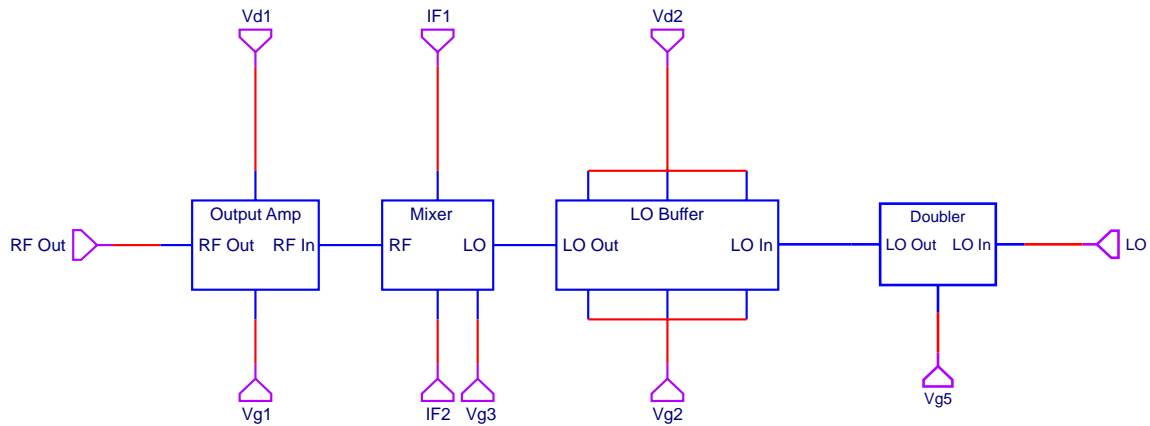 Vd1
IF1
Vd2
Output Amp
Mixer
LO Buffer
Doubler
RF Out
RF Out
RF In
RF
LO
LO Out
LO In
LO Out
LO In
LO
Vg1
IF2
Vg3
Vg2
Vg5